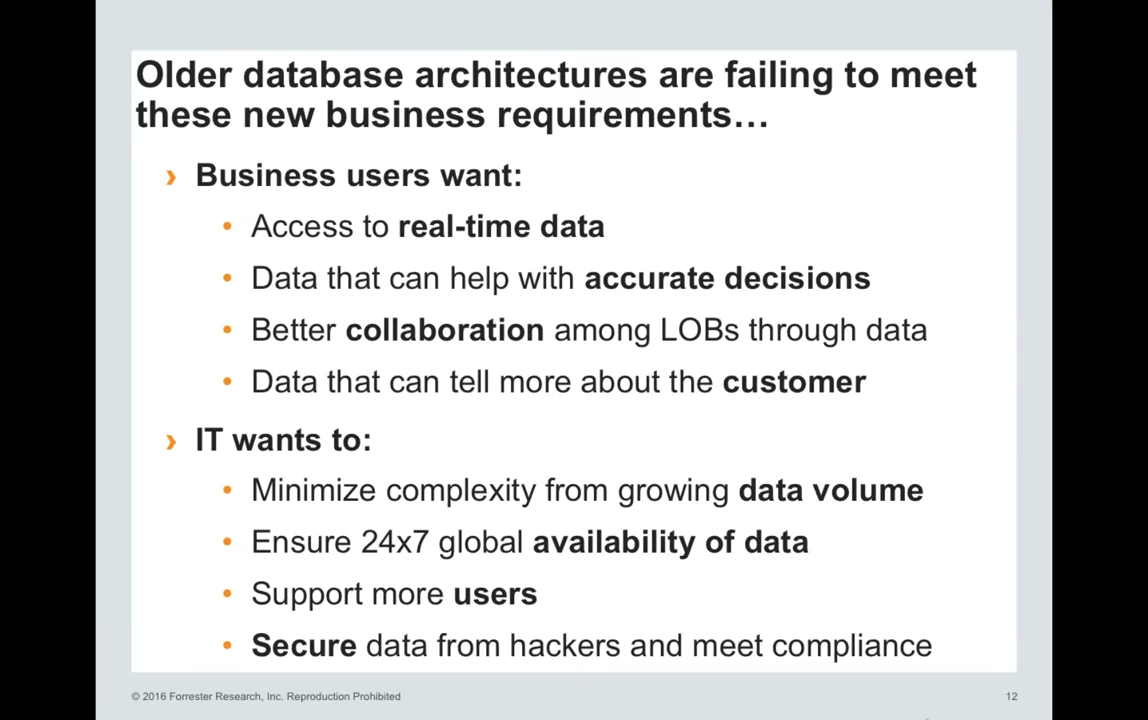 Older database architectures are failing to meet
these new business requirements…
› Business users want:
• Access to real-time data
• Data that can help with accurate decisions
• Better collaboration among LOBs through data
• Data that can tell more about the customer
› IT wants to:
• Minimize complexity from growing data volume
• Ensure 24x7 global availability of data
• Support more users
• Secure data from hackers and meet compliance
© 2016 Forrester Research, Inc. Reproduction Prohibited
12